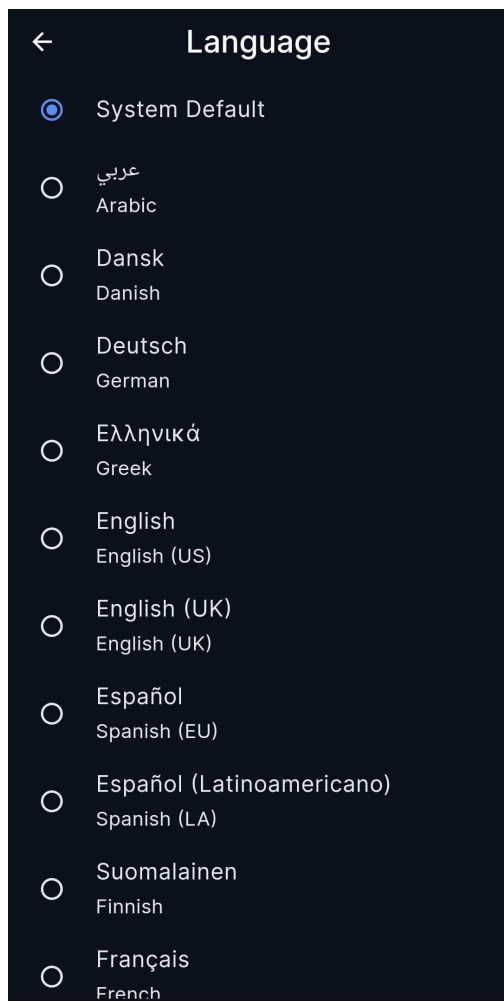 Language
System Default
عربي
Arabic
Dansk
Danish
Deutsch
German
Ελληνικά
Greek
English
English (US)
English (UK)
English (UK)
Español
Spanish (EU)
Español (Latinoamericano)
Spanish (LA)
Suomalainen
Finnish
Français
French